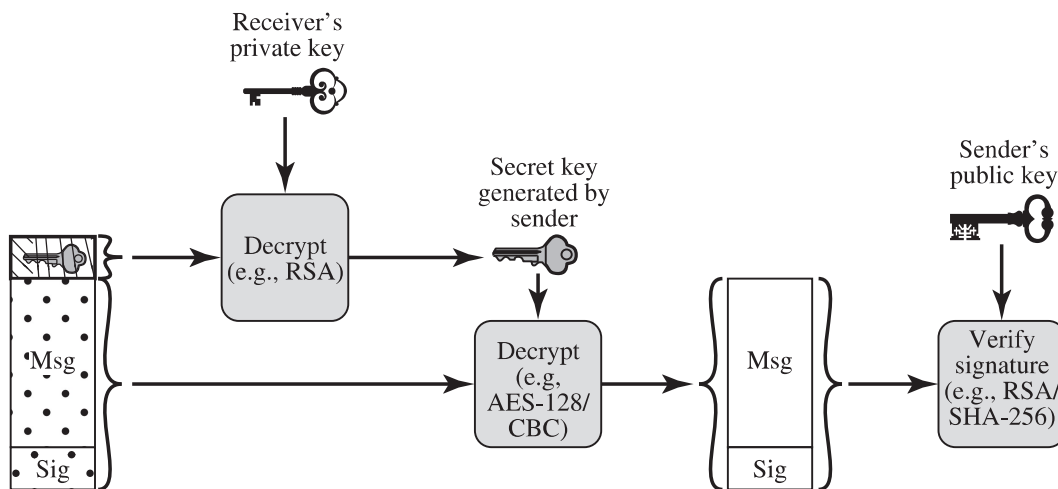 Receiver's
private key
Sender's
public key
Secret key
generated by
sender
Decrypt
(e.g., RSA)
Msg
Sig
Decrypt
(e.g,
AES-128/
CBC)
Msg
Sig
Verify
signature
(e.g., RSA/
SHA-256)